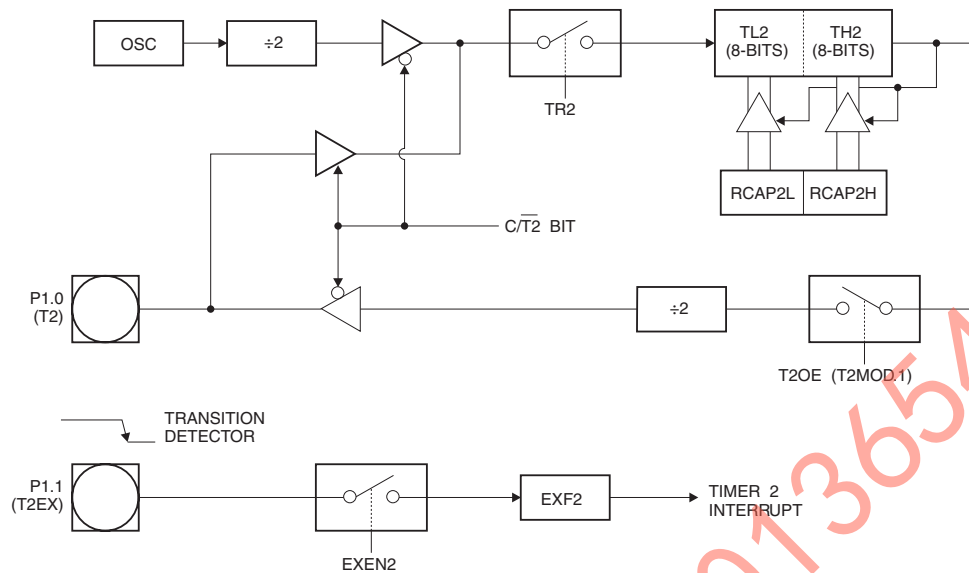 OSC
÷2
TR2
TL2
(8-BITS)
TH2
(8-BITS)
RCAP2L
RCAP2H
C/T2 BIT
P1.0
(T2)
÷2
T2OE (T2MOD.1)
TRANSITION
DETECTOR
P1.1
(T2EX)
EXEN2
EXF2
TIMER 2
INTERRUPT